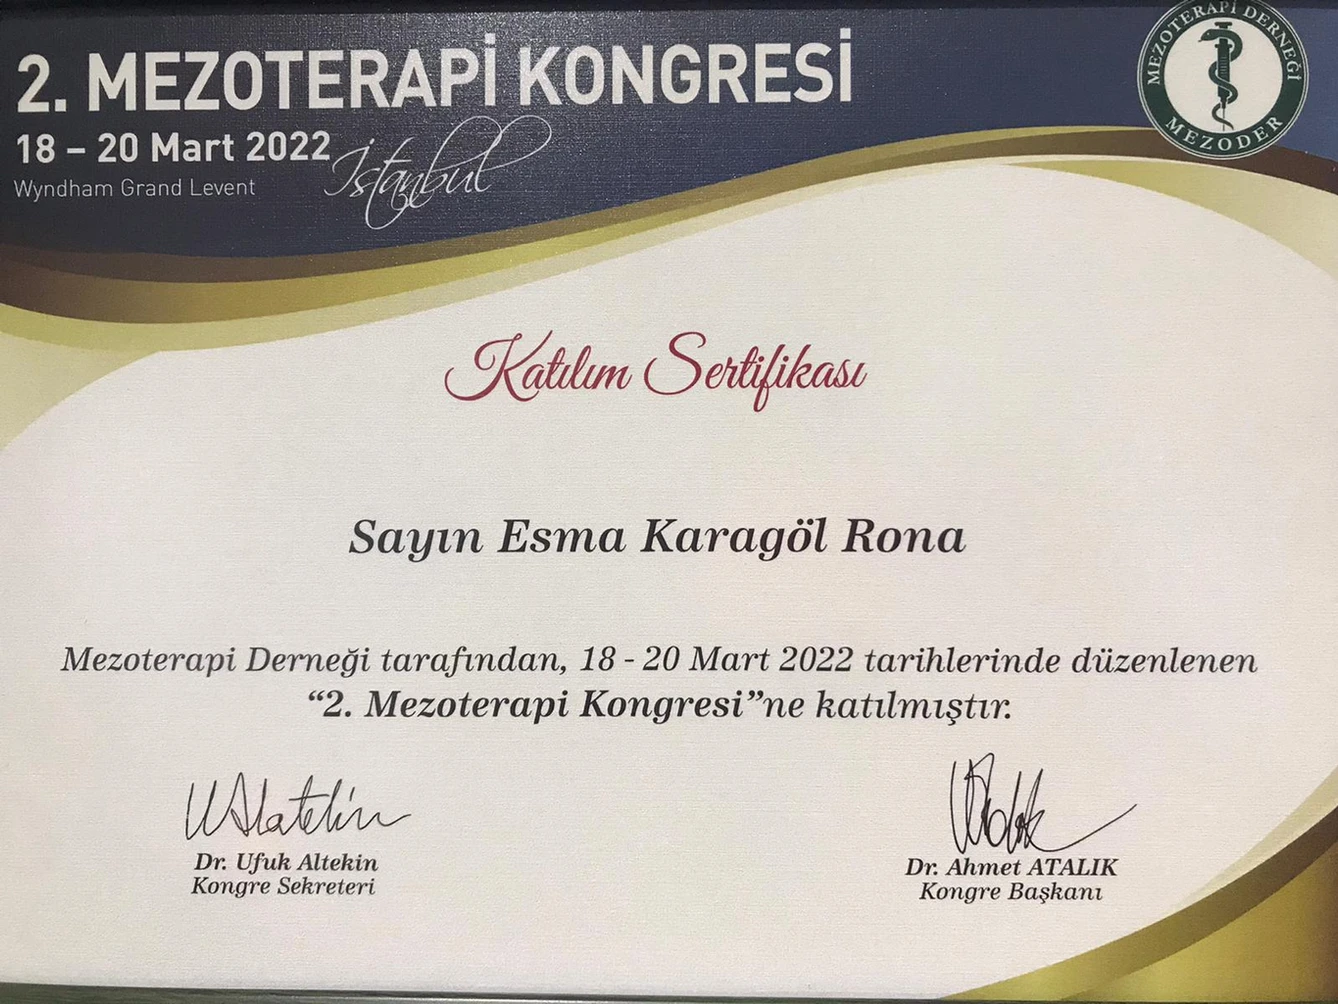 2. MEZOTERAPİ KONGRESİ
18 – 20 Mart 2022
İstanbul
Wyndham Grand Levent
MEZOTERAPİ DERNEĞİ
MEZODER
Katılım Sertifikası
Sayın Esma Karagöl Rona
Mezoterapi Derneği tarafından, 18 - 20 Mart 2022 tarihlerinde düzenlenen
“2. Mezoterapi Kongresi”ne katılmıştır.
Dr. Ufuk Altekin
Kongre Sekreteri
Dr. Ahmet ATALIK
Kongre Başkanı